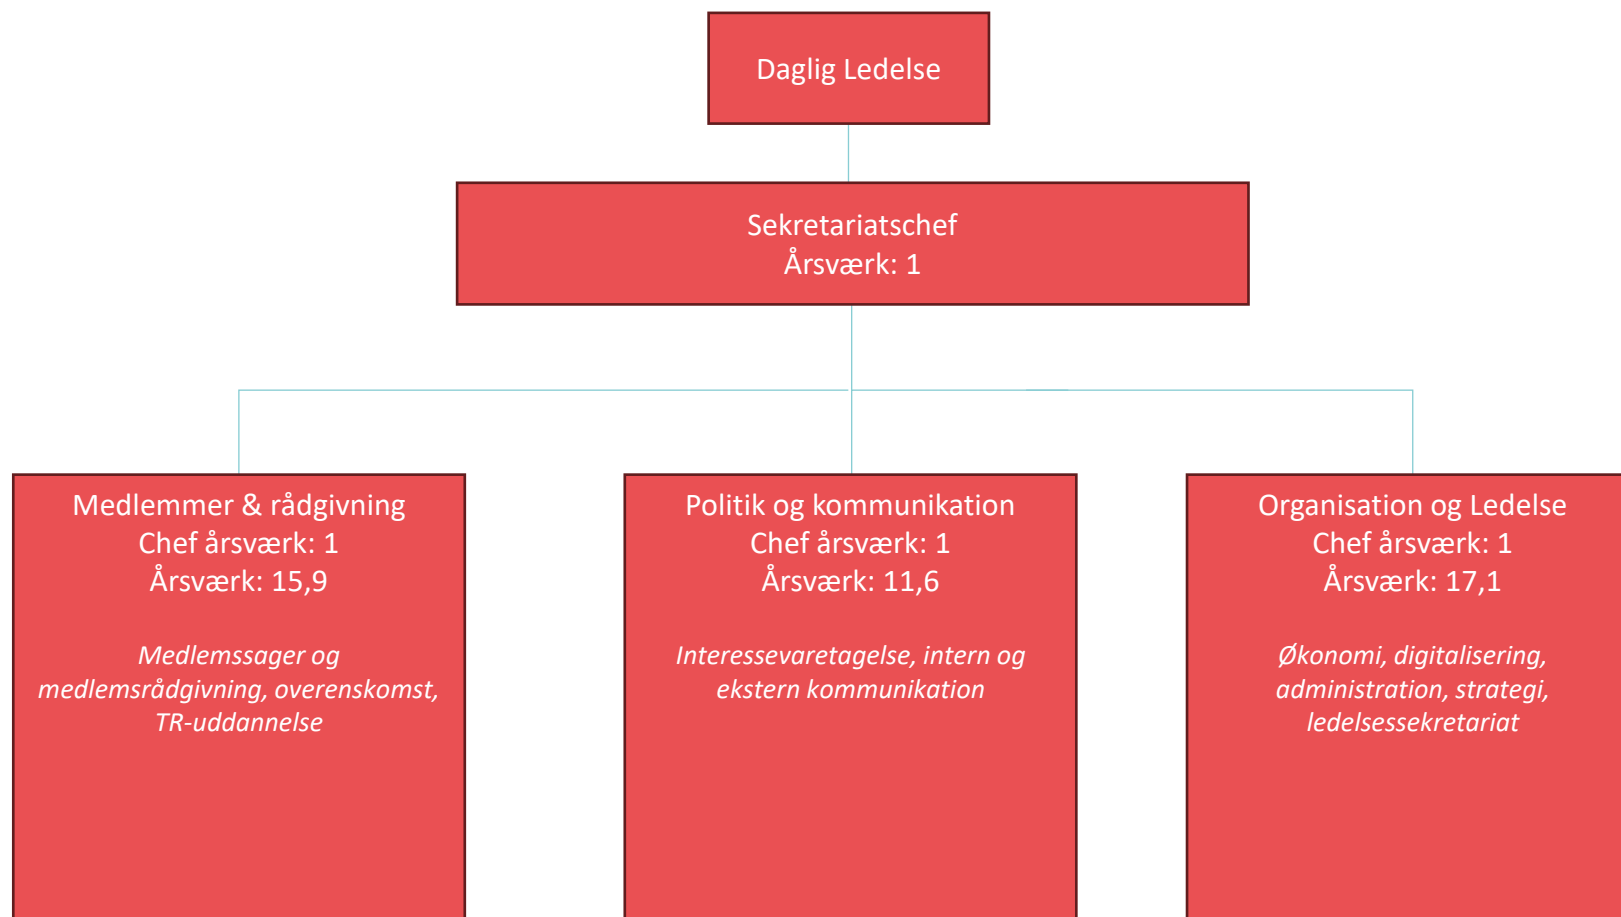 Daglig Ledelse
Sekretariatschef
Årsværk: 1
Medlemmer & rådgivning
Chef årsværk: 1
Årsværk: 15,9
Medlemssager og
medlemsrådgivning, overenskomst,
TR-uddannelse
Politik og kommunikation
Chef årsværk: 1
Årsværk: 11,6
Interessevaretagelse, intern og
ekstern kommunikation
Organisation og Ledelse
Chef årsværk: 1
Årsværk: 17,1
Økonomi, digitalisering,
administration, strategi,
ledelsessekretariat